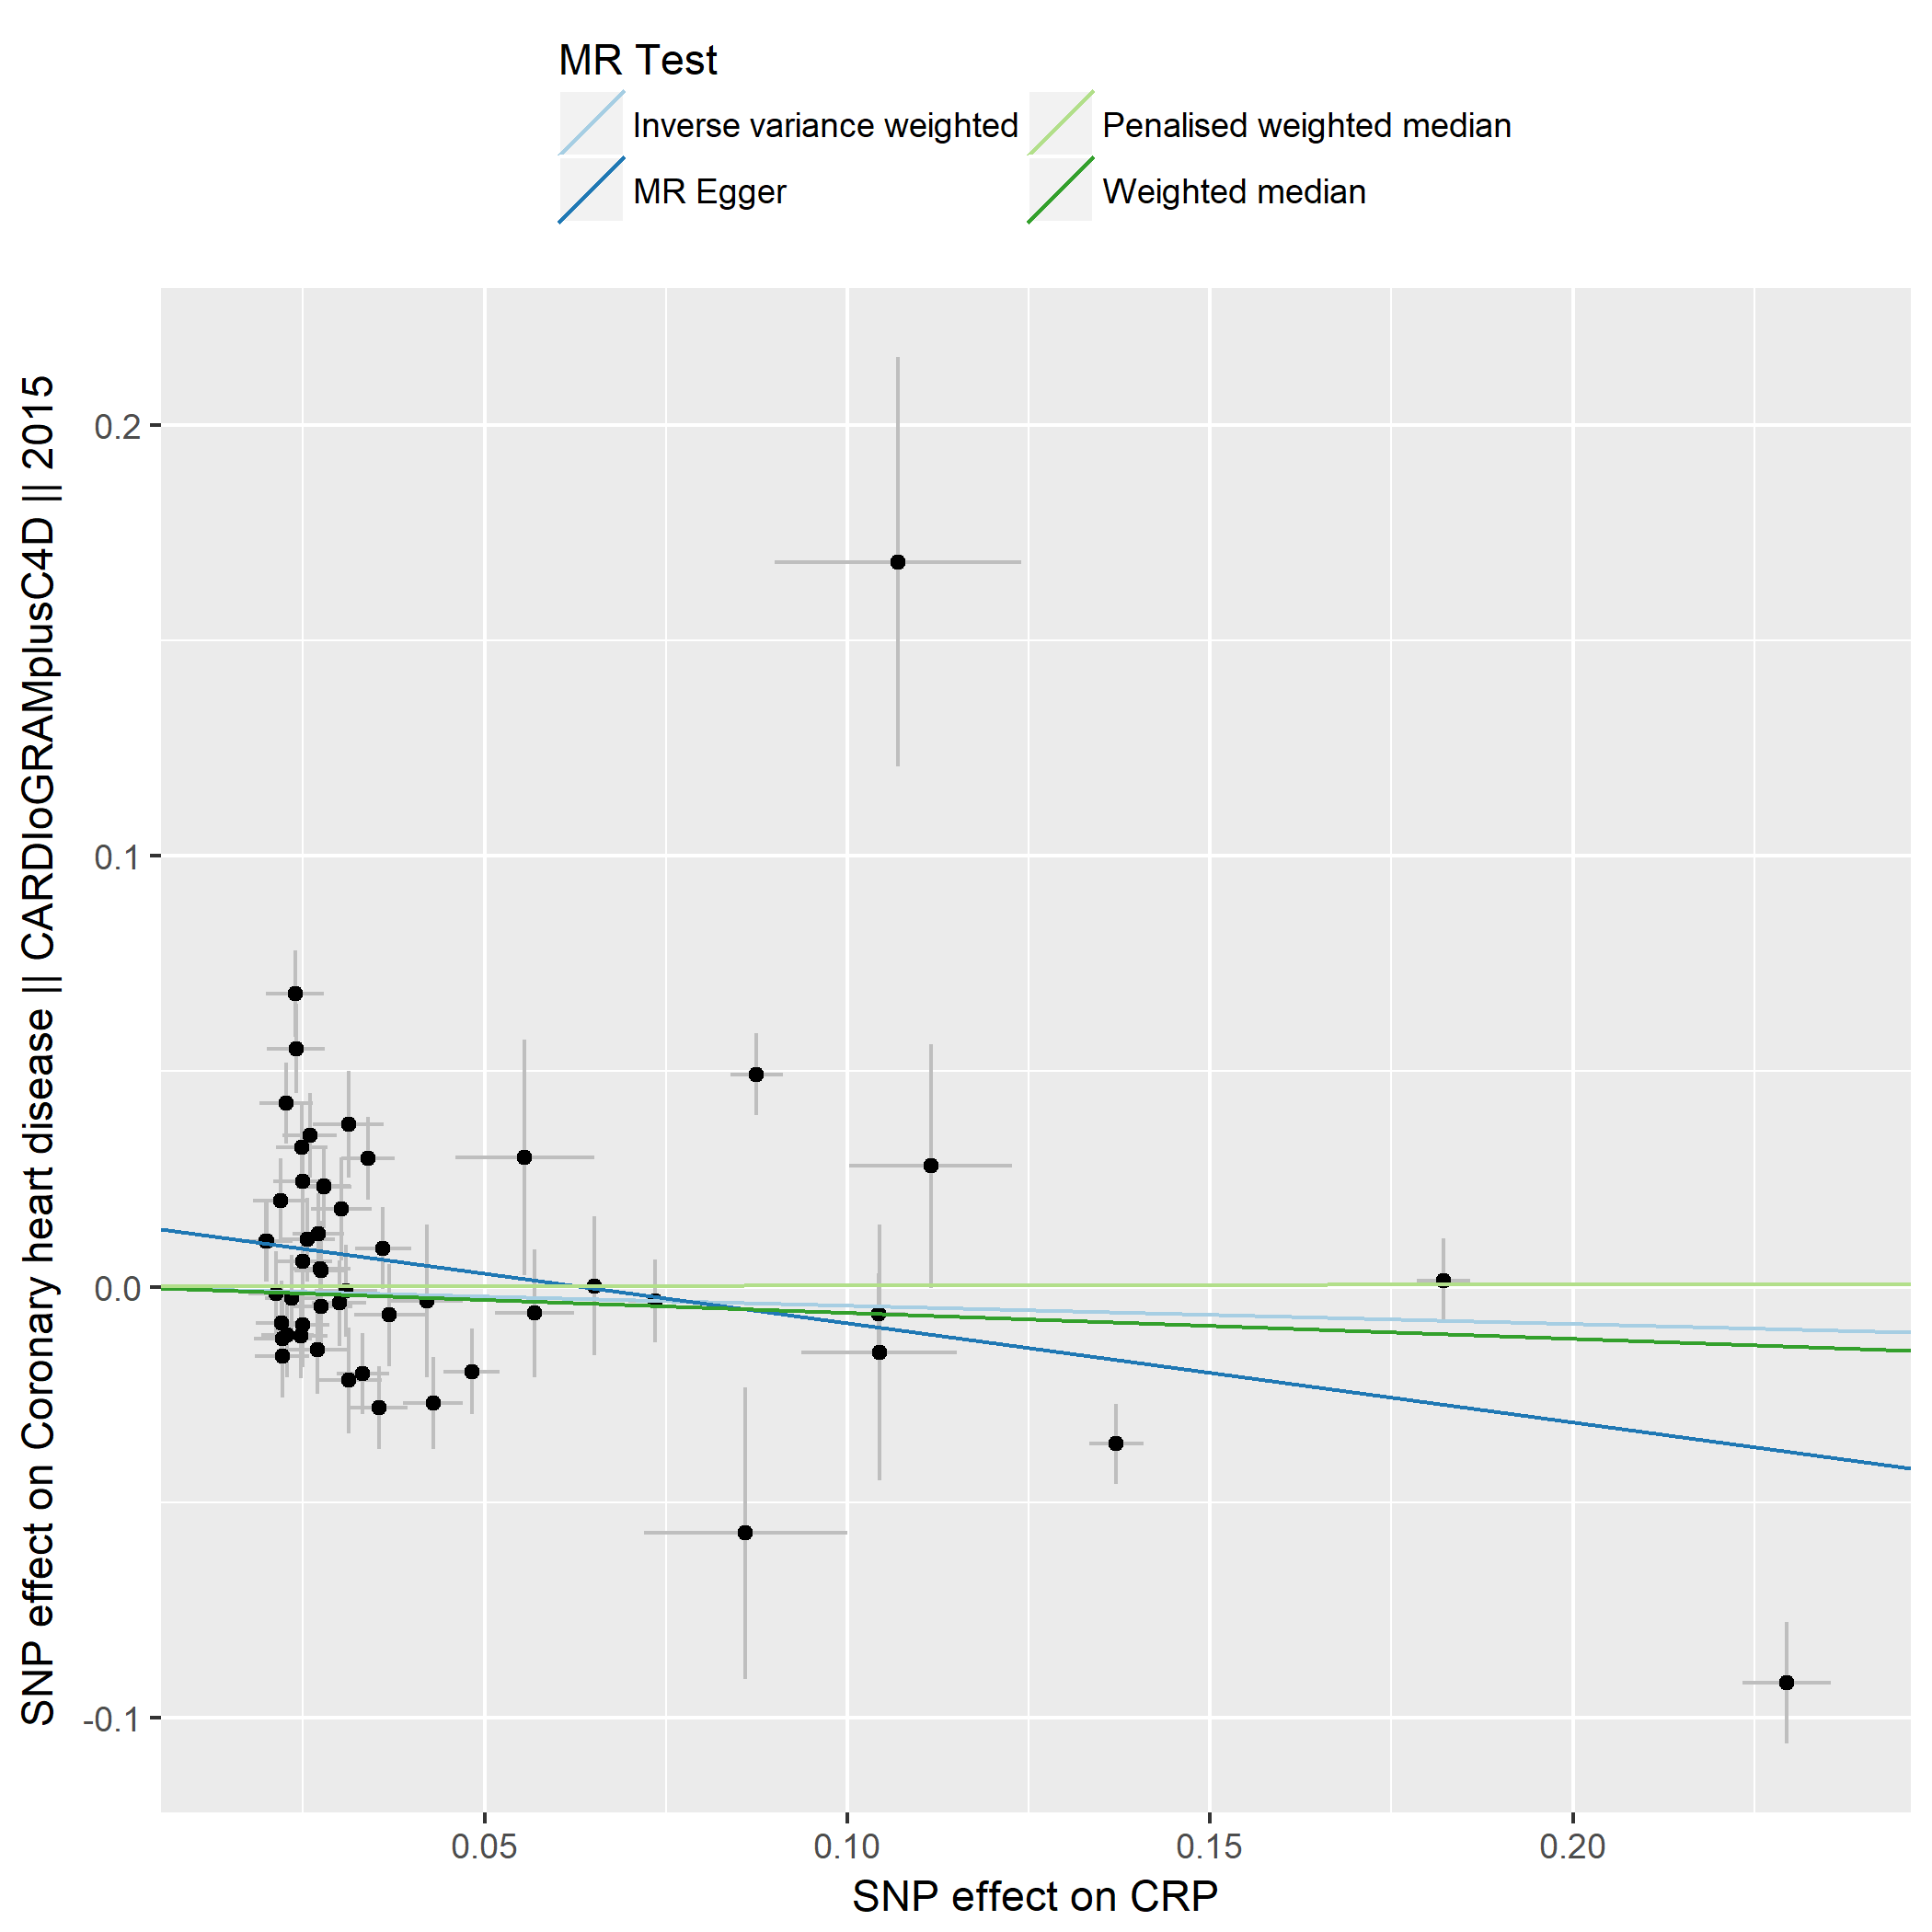 MR Test
Inverse variance weighted
Penalised weighted median
MR Egger
Weighted median
SNP effect on Coronary heart disease || CARDIoGRAMplusC4D || 2015
0.2
0.1
0.0
-0.1
0.05
0.10
0.15
0.20
SNP effect on CRP